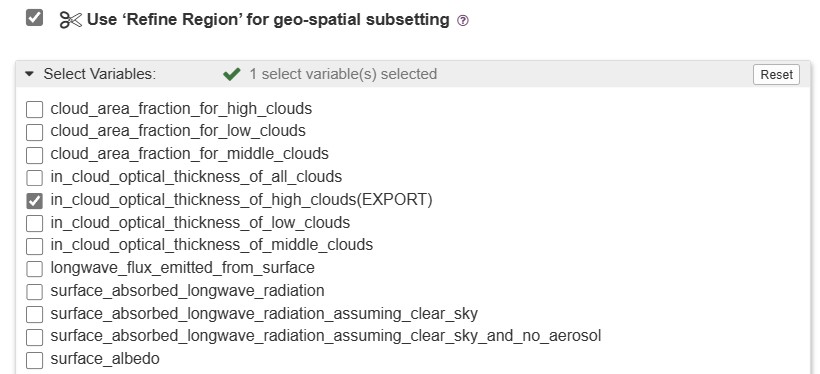 Use ‘Refine Region’ for geo-spatial subsetting ?
Select Variables: 1 select variable(s) selected Reset
cloud_area_fraction_for_high_clouds
cloud_area_fraction_for_low_clouds
cloud_area_fraction_for_middle_clouds
in_cloud_optical_thickness_of_all_clouds
in_cloud_optical_thickness_of_high_clouds(EXPORT)
in_cloud_optical_thickness_of_low_clouds
in_cloud_optical_thickness_of_middle_clouds
longwave_flux_emitted_from_surface
surface_absorbed_longwave_radiation
surface_absorbed_longwave_radiation_assuming_clear_sky
surface_absorbed_longwave_radiation_assuming_clear_sky_and_no_aerosol
surface_albedo